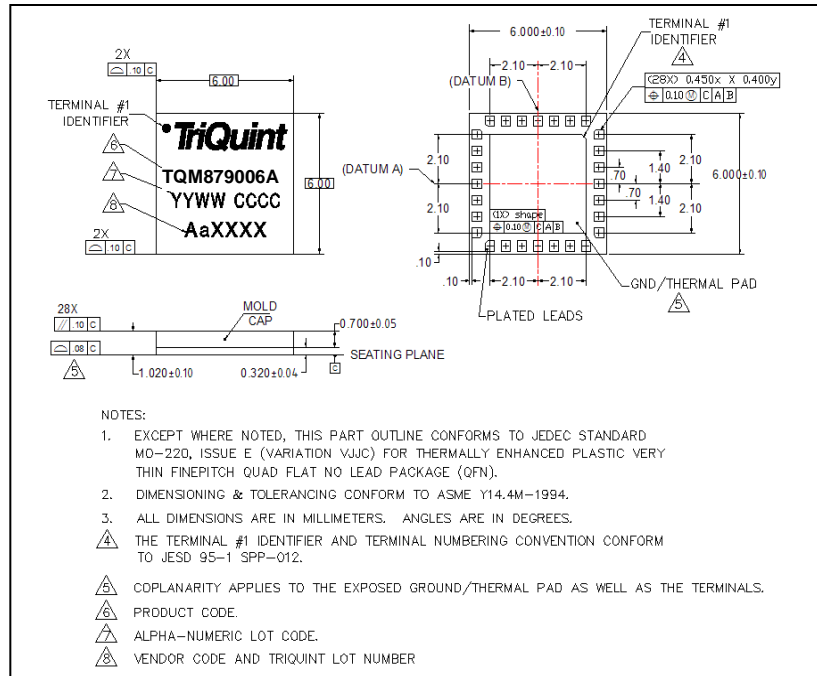 2X
⌓ .10 C
6.00
TERMINAL #1
IDENTIFIER
6
7
8
TriQuint
TQM879006A
YYWW CCCC
AaXXXX
6.00
2X
⌓ .10 C
6.000±0.10
2.10 2.10
(DATUM B)
TERMINAL #1
IDENTIFIER
4
(28X) 0.450x X 0.400y
⌖ 0.10 Ⓜ C A B
(DATUM A)
2.10
2.10
.70
.70
1.40
1.40
2.10
2.10
6.000±0.10
(1X) shape
⌖ 0.10 Ⓜ C A B
.10
.10
2.10 2.10
GND/THERMAL PAD
5
PLATED LEADS
28X
// .10 C
⌓ .08 C
5
MOLD
CAP
0.700±0.05
SEATING PLANE
C
1.020±0.10
0.320±0.04
NOTES:
1. EXCEPT WHERE NOTED, THIS PART OUTLINE CONFORMS TO JEDEC STANDARD
MO-220, ISSUE E (VARIATION VJJC) FOR THERMALLY ENHANCED PLASTIC VERY
THIN FINEPITCH QUAD FLAT NO LEAD PACKAGE (QFN).
2. DIMENSIONING & TOLERANCING CONFORM TO ASME Y14.4M-1994.
3. ALL DIMENSIONS ARE IN MILLIMETERS. ANGLES ARE IN DEGREES.
4 THE TERMINAL #1 IDENTIFIER AND TERMINAL NUMBERING CONVENTION CONFORM
TO JESD 95-1 SPP-012.
5 COPLANARITY APPLIES TO THE EXPOSED GROUND/THERMAL PAD AS WELL AS THE TERMINALS.
6 PRODUCT CODE.
7 ALPHA-NUMERIC LOT CODE.
8 VENDOR CODE AND TRIQUINT LOT NUMBER